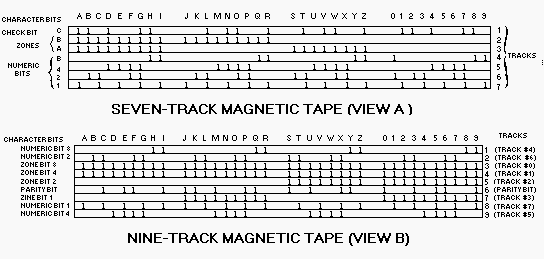 CHARACTER BITS A B C D E F G H I J K L M N O P Q R S T U V W X Y Z 0 1 2 3 4 5 6 7 8 9
CHECK BIT C 1
ZONES B 2
A 3
NUMERIC BITS 8 4
4 5
2 6
1 7
TRACKS
SEVEN-TRACK MAGNETIC TAPE (VIEW A )
CHARACTER BITS A B C D E F G H I J K L M N O P Q R S T U V W X Y Z 0 1 2 3 4 5 6 7 8 9 TRACKS
NUMERIC BIT 8 1 (TRACK #4)
NUMERIC BIT 2 2 (TRACK #6)
ZONE BIT 3 3 (TRACK #0)
ZONE BIT 4 4 (TRACK #1)
ZONE BIT 2 5 (TRACK #2)
PARITY BIT 6 (PARITY BIT)
ZINE BIT 1 7 (TRACK #3)
NUMERIC BIT 1 8 (TRACK #7)
NUMERIC BIT 4 9 (TRACK #5)
NINE-TRACK MAGNETIC TAPE (VIEW B)